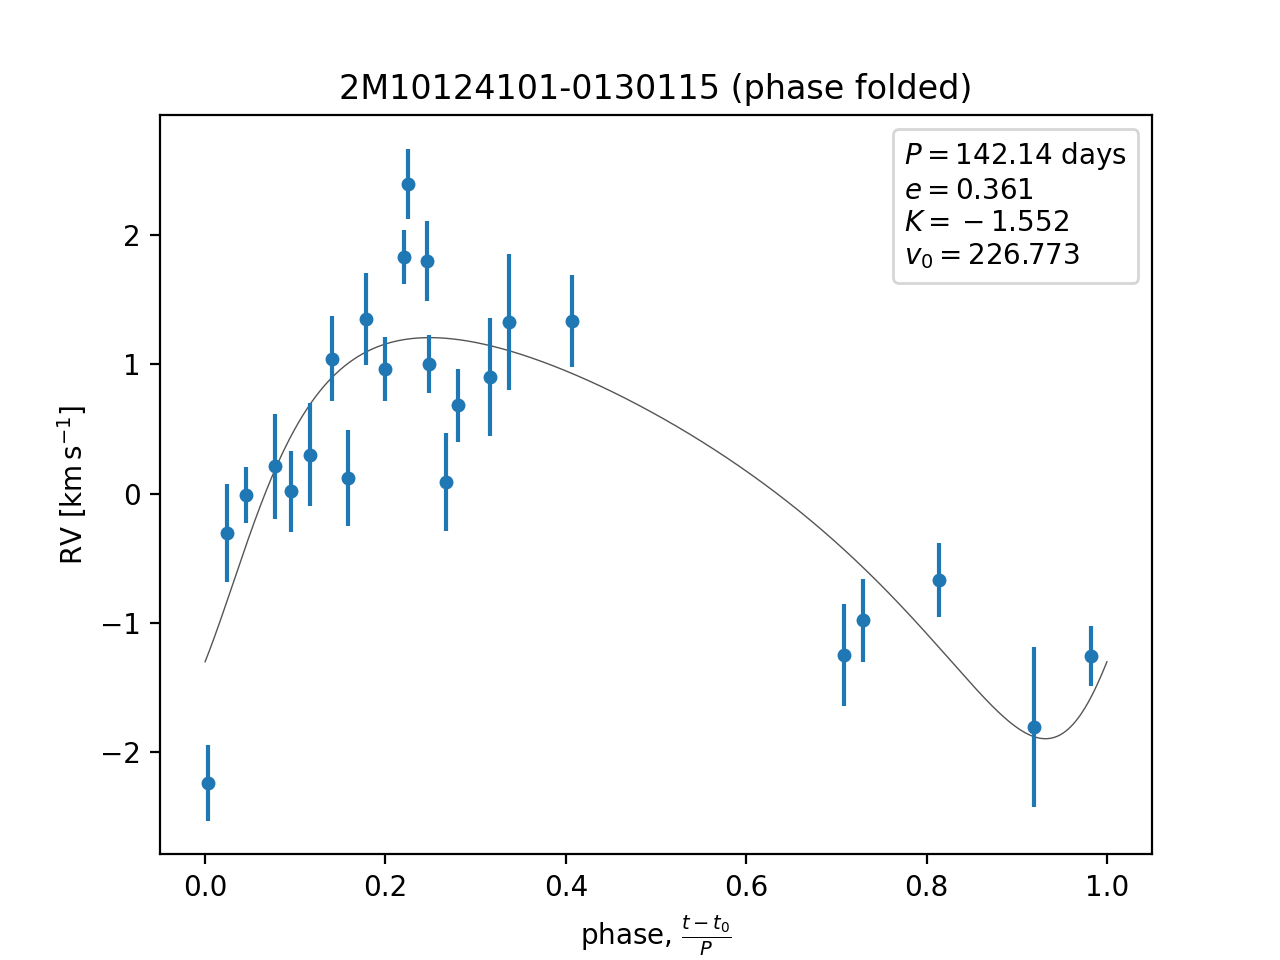 2M10124101-0130115 (phase folded)
P = 142.14 days
e = 0.361
K = −1.552
v₀ = 226.773
2
1
0
−1
−2
RV [km s⁻¹]
0.0 0.2 0.4 0.6 0.8 1.0
phase, (t − t₀)/P